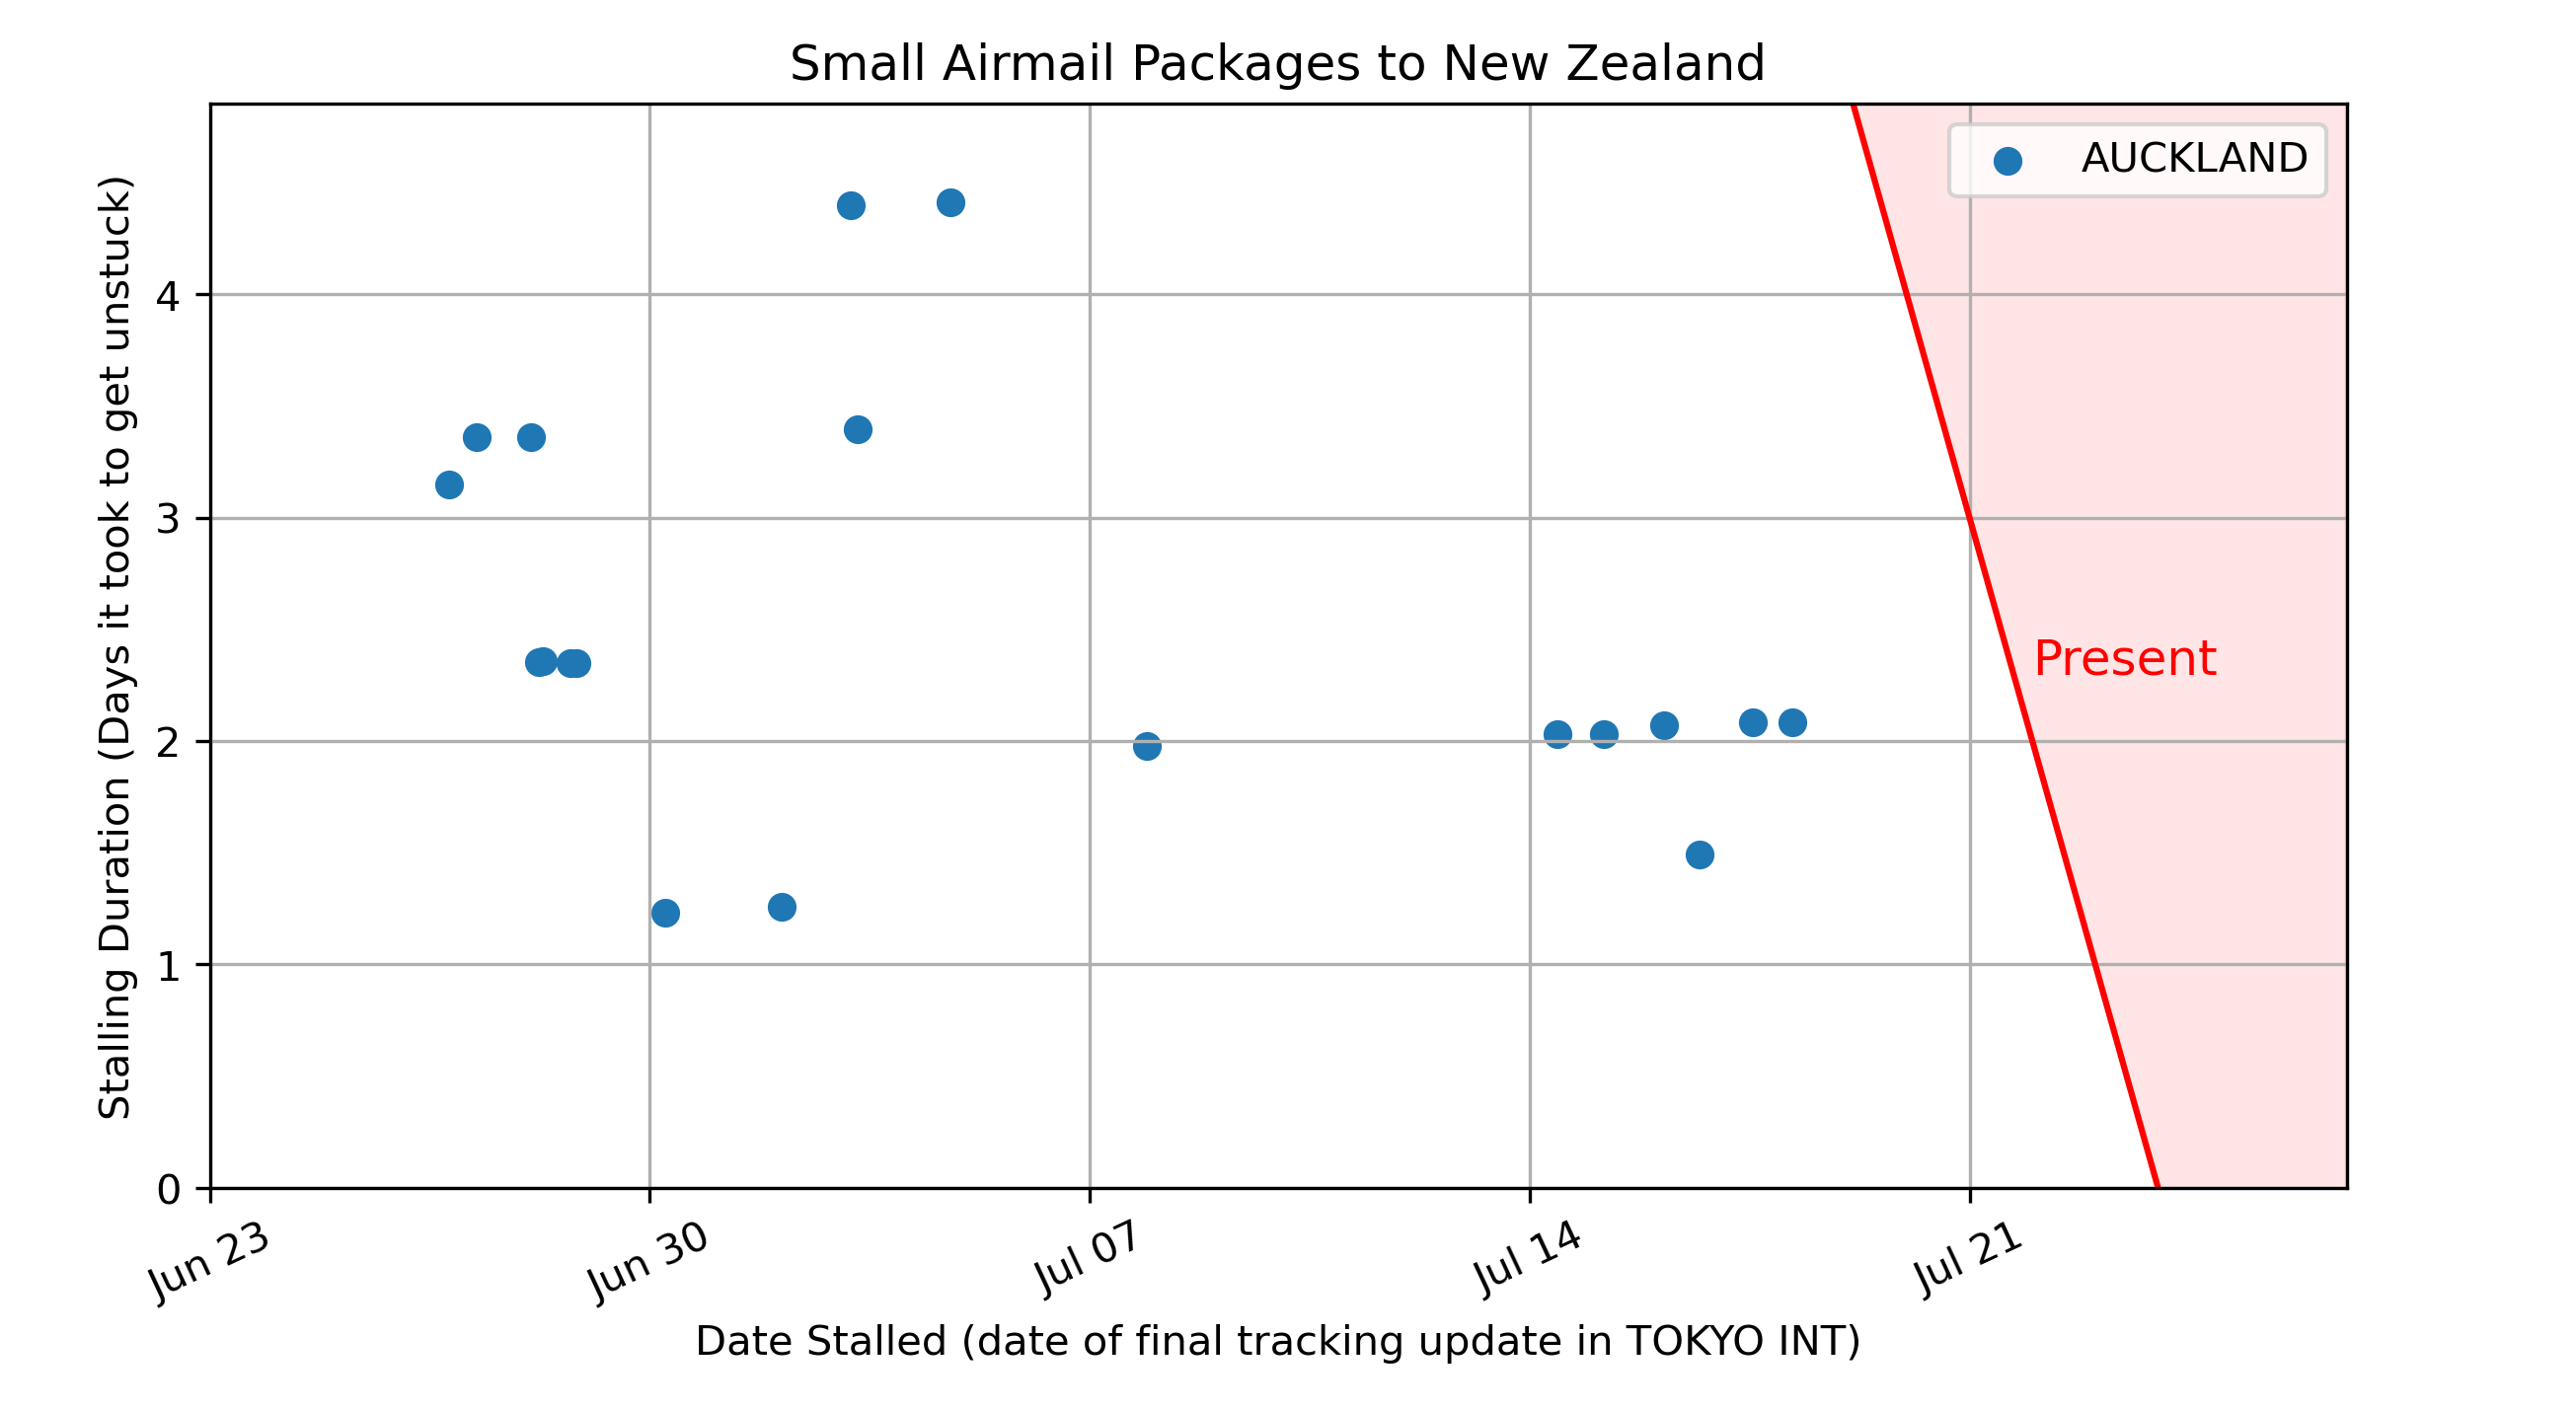 Small Airmail Packages to New Zealand
AUCKLAND
Stalling Duration (Days it took to get unstuck)
4
3
2
1
0
Present
Jun 23
Jun 30
Jul 07
Jul 14
Jul 21
Date Stalled (date of final tracking update in TOKYO INT)